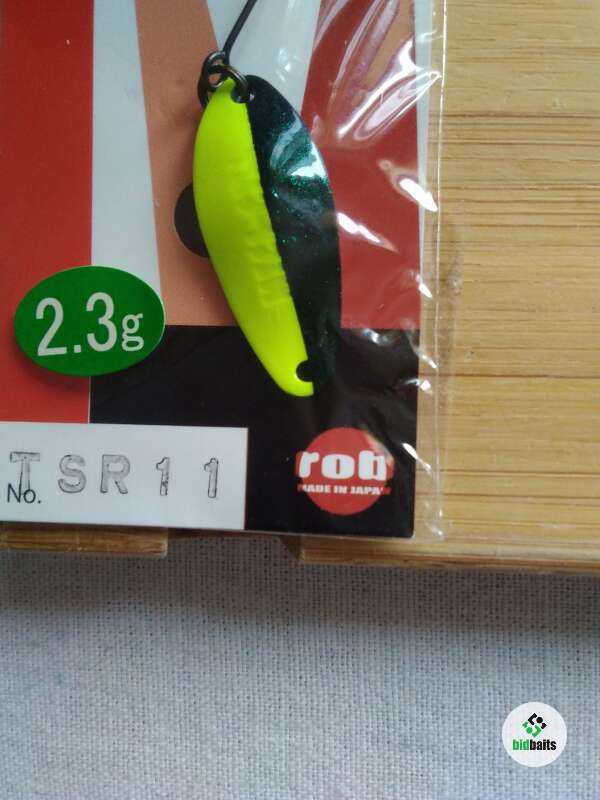 2.3g
No. TSR11
rob
MADE IN JAPAN
bidbaits